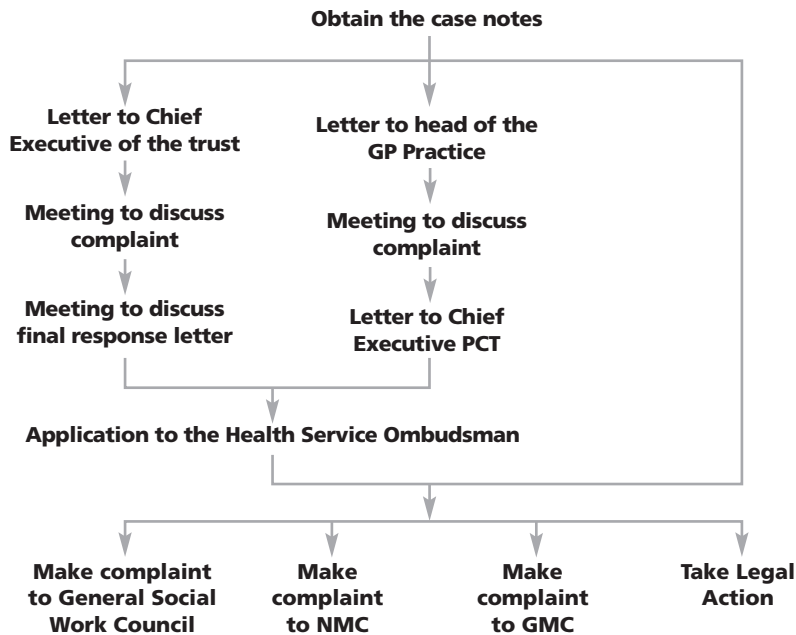 Obtain the case notes
Letter to Chief
Executive of the trust
Letter to head of the
GP Practice
Meeting to discuss
complaint
Meeting to discuss
complaint
Meeting to discuss
final response letter
Letter to Chief
Executive PCT
Application to the Health Service Ombudsman
Make complaint
to General Social
Work Council
Make
complaint
to NMC
Make
complaint
to GMC
Take Legal
Action